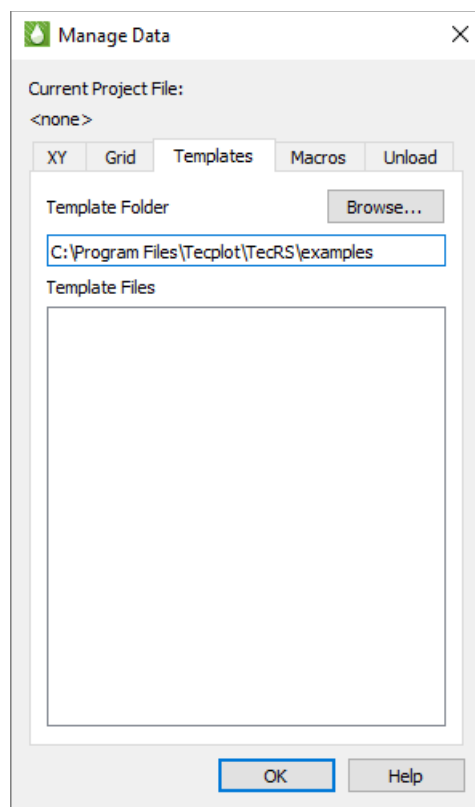 Manage Data
Current Project File:
<none>
XY Grid Templates Macros Unload
Template Folder Browse...
C:\Program Files\Tecplot\TecRS\examples
Template Files
OK Help